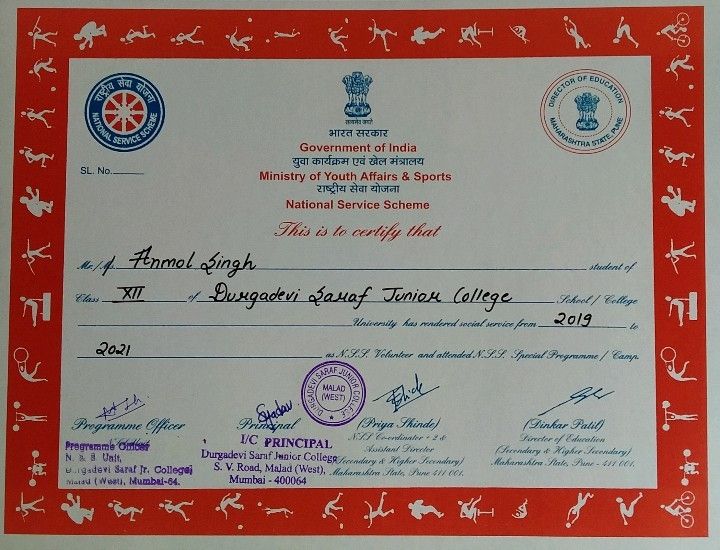 राष्ट्रीय सेवा योजना
NATIONAL SERVICE SCHEME
सत्यमेव जयते
DIRECTOR OF EDUCATION
MAHARASHTRA STATE, PUNE
भारत सरकार
Government of India
युवा कार्यक्रम एवं खेल मंत्रालय
SL. No.
Ministry of Youth Affairs & Sports
राष्ट्रीय सेवा योजना
National Service Scheme
This is to certify that
Mr./Ms. Anmol Singh student of
Class XII of Durgadevi Saraf Junior College School / College
University has rendered social service from 2019 to
2021 as N.S.S. Volunteer and attended N.S.S. Special Programme / Camp.
DURGADEVI SARAF JUNIOR COLLEGE
MALAD
(WEST)
Programme Officer
Principal
(Priya Shinde)
(Dinkar Patil)
Programme Officer
N. S. S Unit,
Durgadevi Saraf Jr. College,
Malad (West), Mumbai-64.
I/C PRINCIPAL
Durgadevi Saraf Junior College
S. V. Road, Malad (West),
Mumbai - 400064
N.S.S Co-ordinator - 2 &
Assistant Director
(Secondary & Higher Secondary)
Maharashtra State, Pune 411 001.
Director of Education
(Secondary & Higher Secondary)
Maharashtra State, Pune - 411 001.